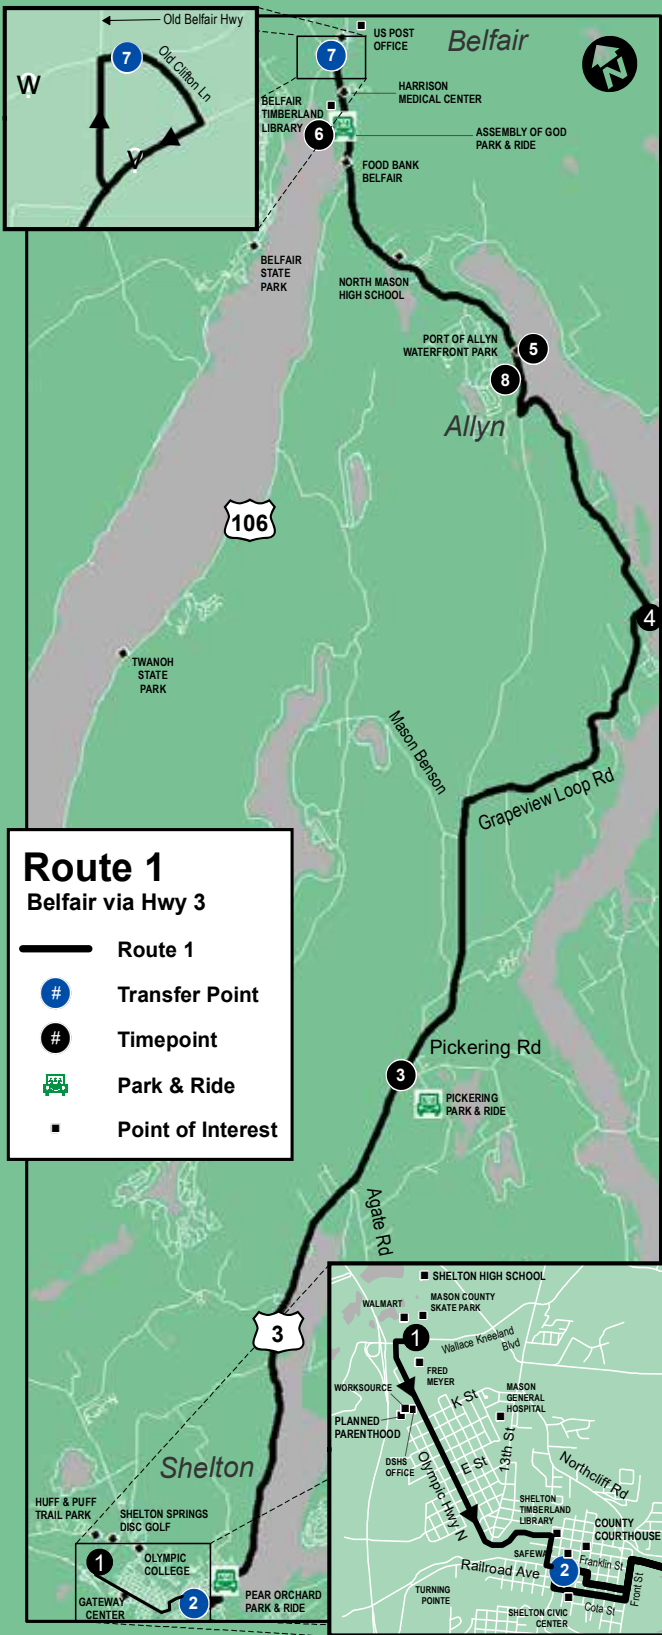 Old Belfair Hwy
7
Old Clifton Ln
W
V
US POST
OFFICE
Belfair
N
7
HARRISON
MEDICAL CENTER
BELFAIR
TIMBERLAND
LIBRARY
6
ASSEMBLY OF GOD
PARK & RIDE
FOOD BANK
BELFAIR
BELFAIR
STATE
PARK
NORTH MASON
HIGH SCHOOL
PORT OF ALLYN
WATERFRONT PARK
5
8
Allyn
106
4
TWANOH
STATE
PARK
Mason Benson
Grapeview Loop Rd
Route 1
Belfair via Hwy 3
Route 1
# Transfer Point
# Timepoint
Park & Ride
Point of Interest
Pickering Rd
3
PICKERING
PARK & RIDE
Agate Rd
3
Shelton
HUFF & PUFF
TRAIL PARK
SHELTON SPRINGS
DISC GOLF
1
OLYMPIC
COLLEGE
GATEWAY
CENTER
2
PEAR ORCHARD
PARK & RIDE
SHELTON HIGH SCHOOL
WALMART
MASON COUNTY
SKATE PARK
1
Wallace Kneeland
Blvd
FRED
MEYER
WORKSOURCE
K St
MASON
GENERAL
HOSPITAL
PLANNED
PARENTHOOD
DSHS
OFFICE
Olympic Hwy N
E St
13th St
Northcliff Rd
SHELTON
TIMBERLAND
LIBRARY
COUNTY
COURTHOUSE
SAFEWAY
Franklin St
Railroad Ave
2
Front St
TURNING
POINTE
Cota St
SHELTON CIVIC
CENTER